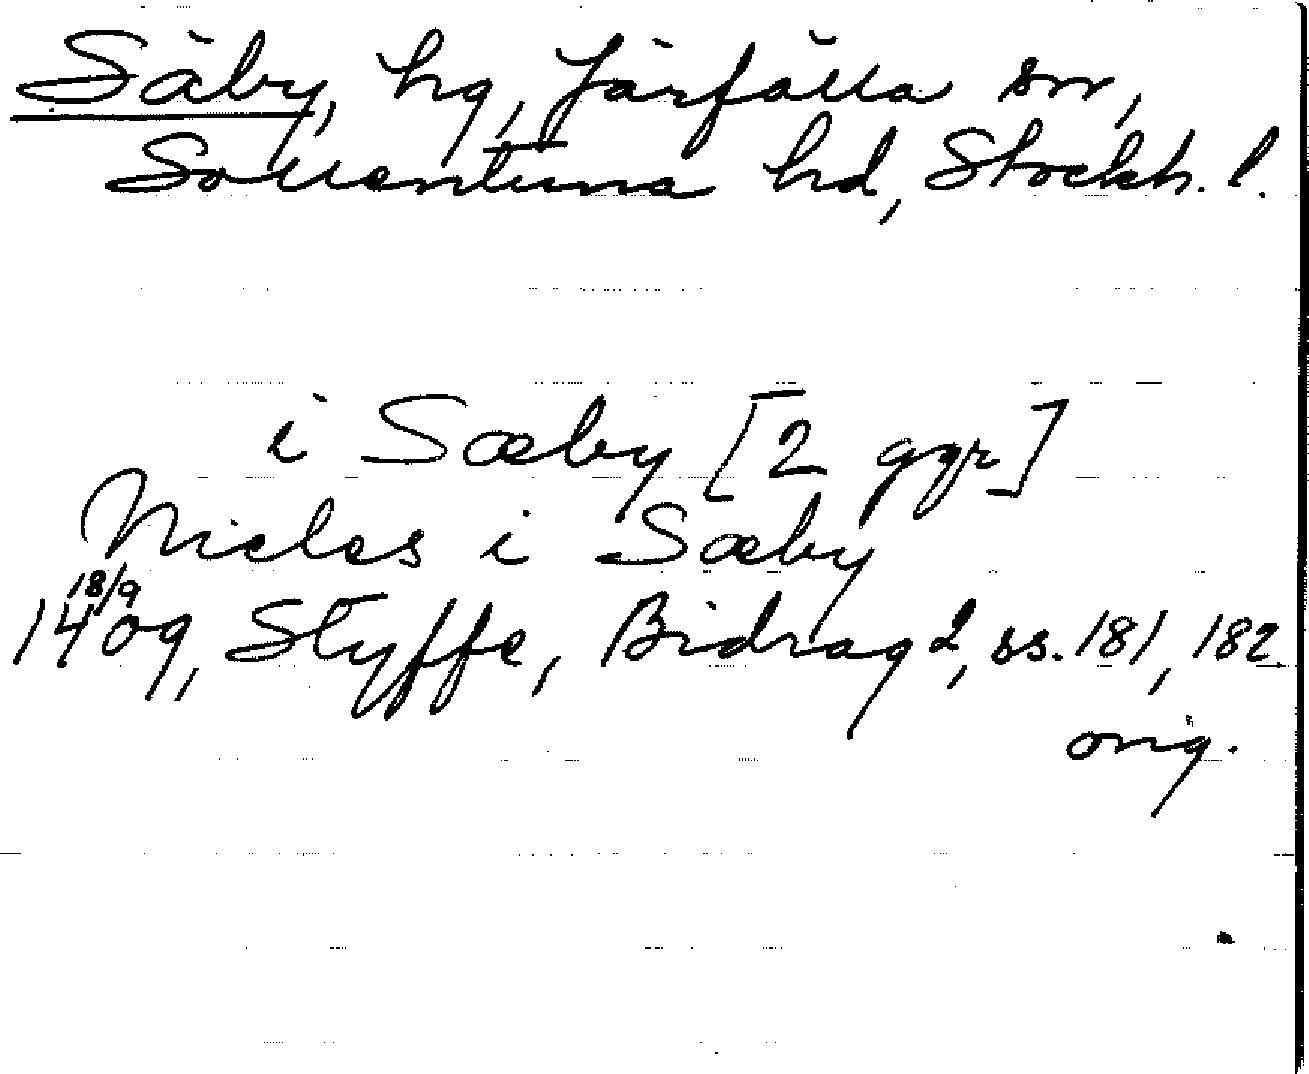 Säby, hg, Järfälla sn,
Sollentuna hd, Stockh. l.
i Sæby [2 ggr]
Nicles i Sæby
18/9
1409, Styffe, Bidrag 2, ss. 181, 182
orig.